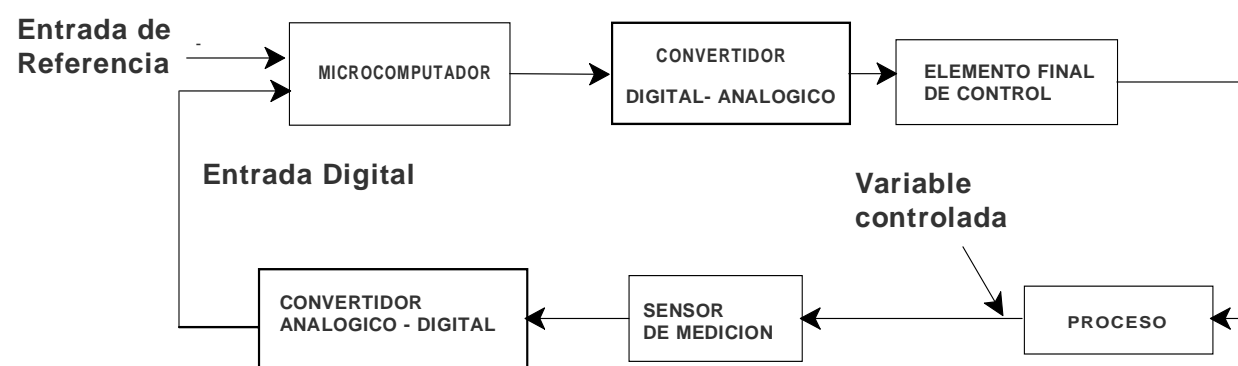 Entrada de
Referencia
-
MICROCOMPUTADOR
CONVERTIDOR
DIGITAL- ANALOGICO
ELEMENTO FINAL
DE CONTROL
Entrada Digital
Variable
controlada
CONVERTIDOR
ANALOGICO - DIGITAL
SENSOR
DE MEDICION
PROCESO